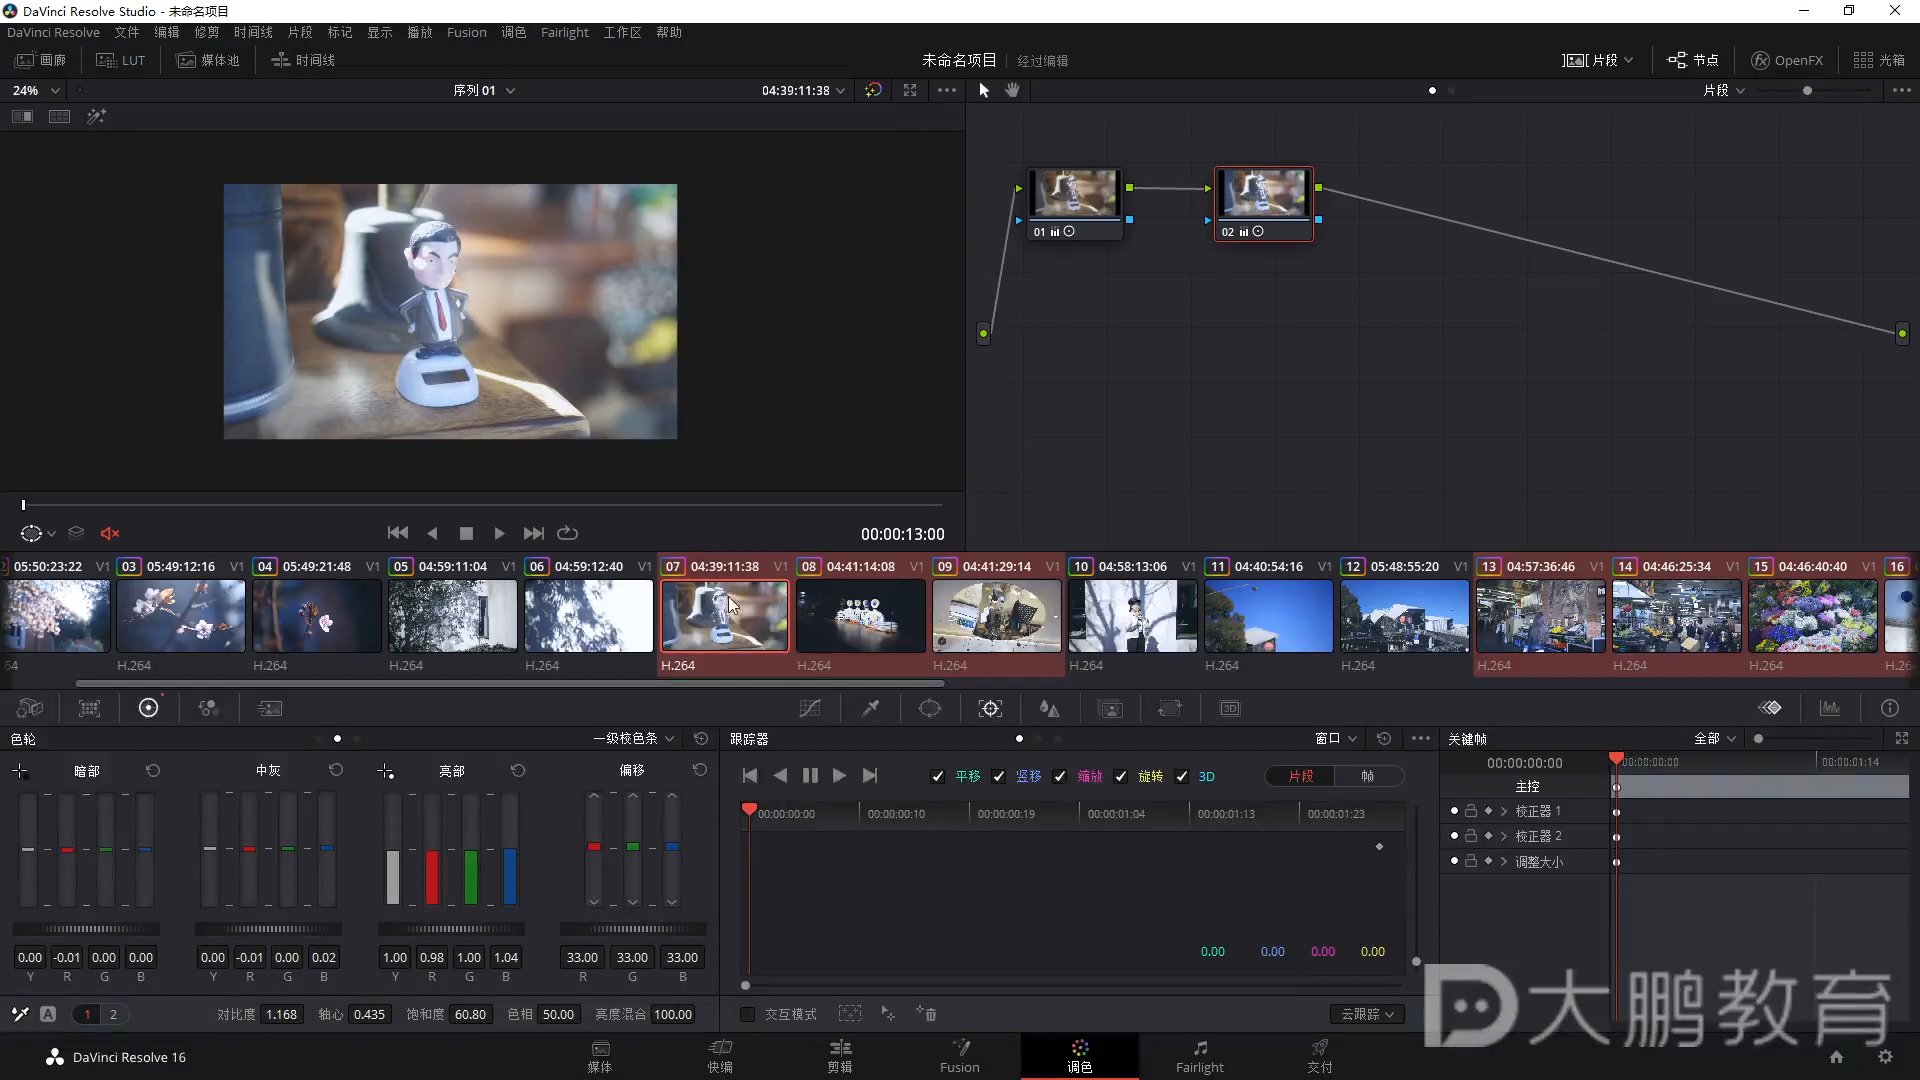 DaVinci Resolve Studio - 未命名项目
DaVinci Resolve 文件 编辑 修剪 时间线 片段 标记 显示 播放 Fusion 调色 Fairlight 工作区 帮助
画廊 LUT 媒体池 时间线 未命名项目 经过编辑 片段 节点 OpenFX 光箱
24% 序列 01 04:39:11:38 片段
01 02
00:00:13:00
05:50:23:22 V1 03 05:49:12:16 V1 04 05:49:21:48 V1 05 04:59:11:04 V1 06 04:59:12:40 V1 07 04:39:11:38 V1 08 04:41:14:08 V1 09 04:41:29:14 V1 10 04:58:13:06 V1 11 04:40:54:16 V1 12 05:48:55:20 V1 13 04:57:36:46 V1 14 04:46:25:34 V1 15 04:46:40:40 V1 16
64 H.264 H.264 H.264 H.264 H.264 H.264 H.264 H.264 H.264 H.264 H.264 H.264 H.264 H.26
3D
色轮 一级校色条 跟踪器 窗口 关键帧 全部
暗部 中灰 亮部 偏移 平移 竖移 缩放 旋转 3D 片段 帧
00:00:00:00 00:00:00:00 00:00:01:14
主控
00:00:00:00 00:00:00:10 00:00:00:19 00:00:01:04 00:00:01:13 00:00:01:23
校正器 1
校正器 2
调整大小
0.00 0.00 0.00 0.00
0.00 -0.01 0.00 0.00 0.00 -0.01 0.00 0.02 1.00 0.98 1.00 1.04 33.00 33.00 33.00
Y R G B Y R G B Y R G B R G B
A 1 2 对比度 1.168 轴心 0.435 饱和度 60.80 色相 50.00 亮度混合 100.00 交互模式 云跟踪
大鹏教育
DaVinci Resolve 16 媒体 快编 剪辑 Fusion 调色 Fairlight 交付